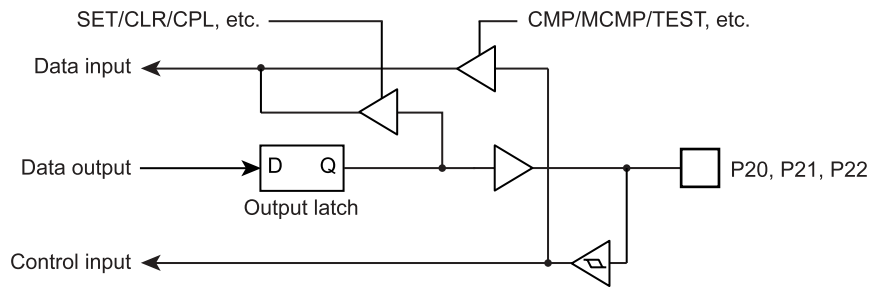 SET/CLR/CPL, etc.
CMP/MCMP/TEST, etc.
Data input
Data output
D Q
P20, P21, P22
Output latch
Control input